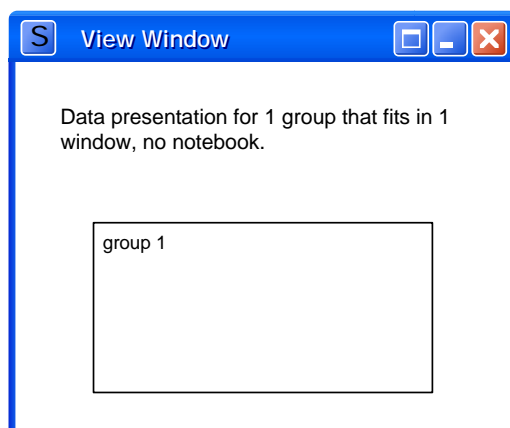 S View Window
Data presentation for 1 group that fits in 1
window, no notebook.
group 1